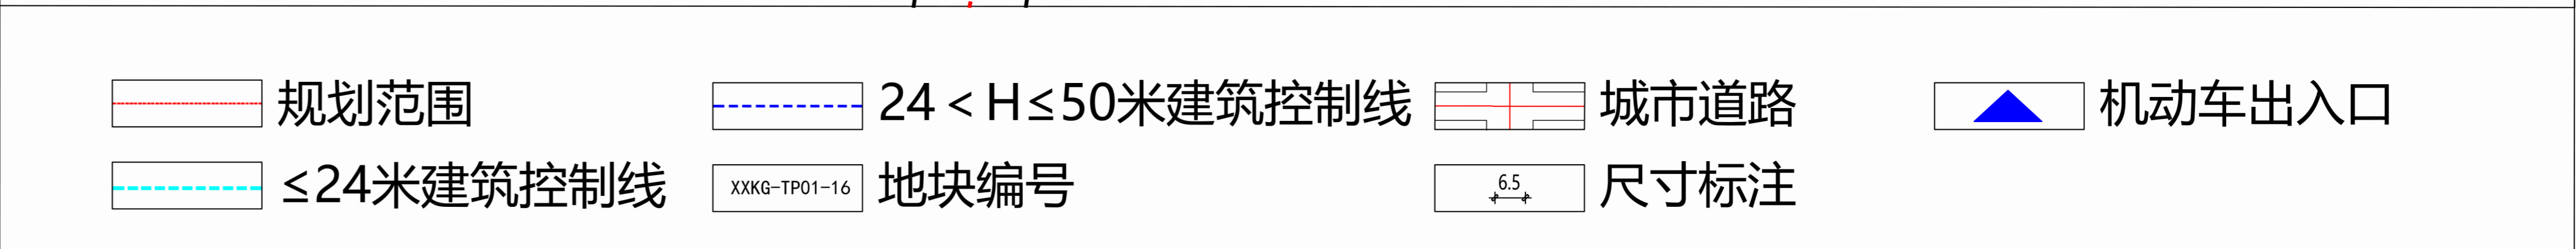 规划范围 24<H≤50米建筑控制线 城市道路 机动车出入口
≤24米建筑控制线 XXKG-TP01-16 地块编号 6.5 尺寸标注